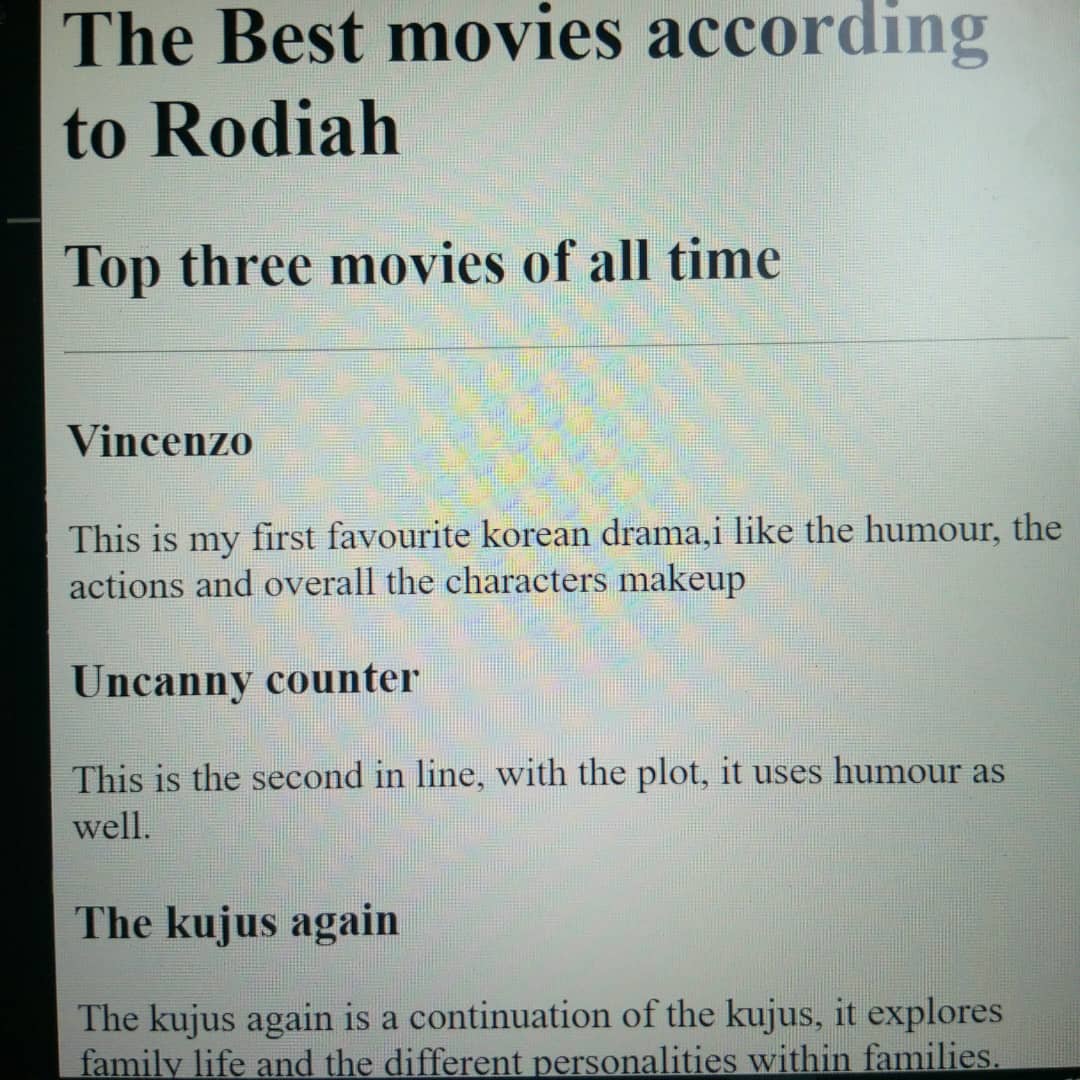 The Best movies according
to Rodiah
Top three movies of all time
Vincenzo
This is my first favourite korean drama,i like the humour, the
actions and overall the characters makeup
Uncanny counter
This is the second in line, with the plot, it uses humour as
well.
The kujus again
The kujus again is a continuation of the kujus, it explores
family life and the different personalities within families.